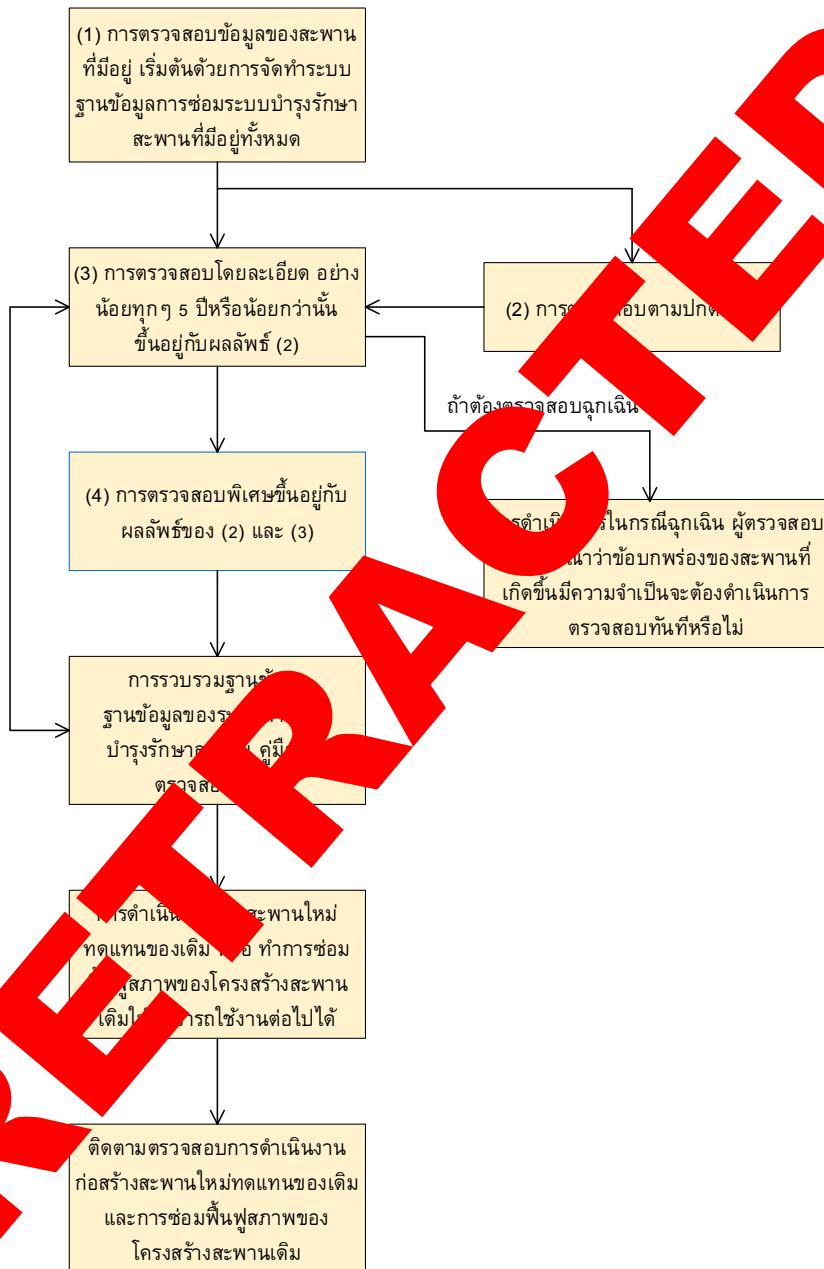 (1) การตรวจสอบข้อมูลของสะพาน
ที่มีอยู่ เริ่มต้นด้วยการจัดทำระบบ
ฐานข้อมูลการซ่อมระบบบำรุงรักษา
สะพานที่มีอยู่ทั้งหมด
(3) การตรวจสอบโดยละเอียด อย่าง
น้อยทุกๆ 5 ปีหรือน้อยกว่านั้น
ขึ้นอยู่กับผลลัพธ์ (2)
(2) ตามปกติ
ถ้าต้องตรวจสอบฉุกเฉิน
(4) การตรวจสอบพิเศษขึ้นอยู่กับ
ผลลัพธ์ของ (2) และ (3)
ในกรณีฉุกเฉิน ผู้ตรวจสอบ
ว่าข้อบกพร่องของสะพานที่
เกิดขึ้นมีความจำเป็นจะต้องดำเนินการ
ตรวจสอบทันทีหรือไม่
การรวบรวมฐาน
ฐานข้อมูลของ
บำรุงรักษา คู่มือ
สะพานใหม่
ทดแทนของเดิม ทำการซ่อม
สภาพของโครงสร้างสะพาน
เดิม ใช้งานต่อไปได้
ติดตามตรวจสอบการดำเนินงาน
ก่อสร้างสะพานใหม่ทดแทนของเดิม
และการซ่อมฟื้นฟูสภาพของ
โครงสร้างสะพานเดิม
RETRACTED